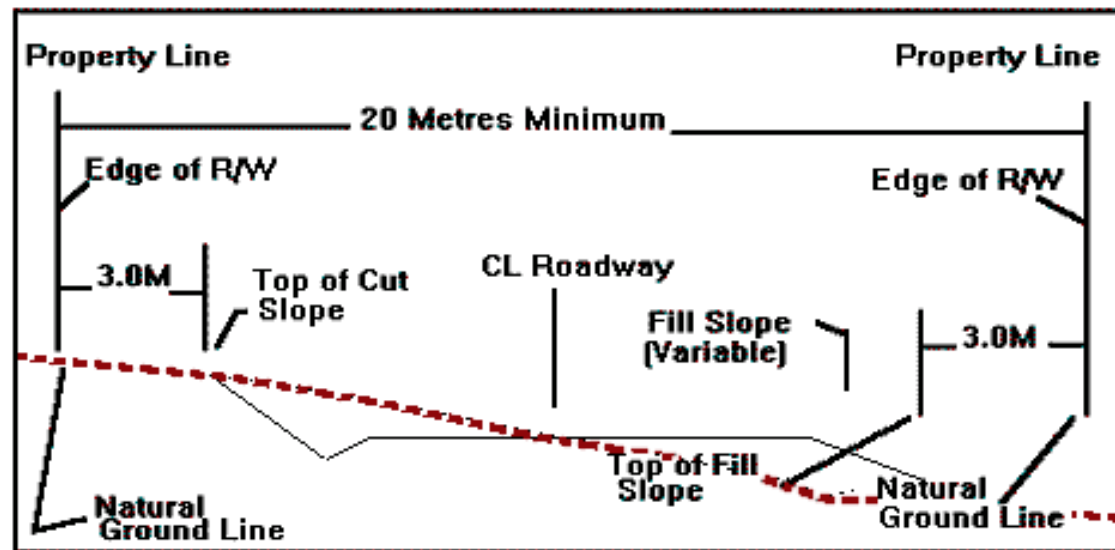 Property Line
Property Line
20 Metres Minimum
Edge of R/W
Edge of R/W
3.0M
Top of Cut
Slope
CL Roadway
Fill Slope
(Variable)
3.0M
Top of Fill
Slope
Natural
Ground Line
Natural
Ground Line